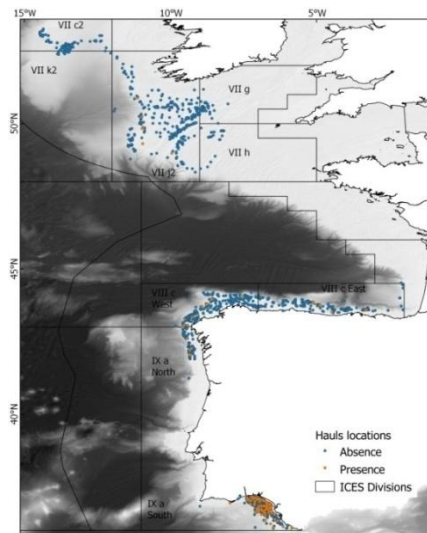 15°W 10°W 5°W
VII c2
VII k2
VII g
50°N
VII h
VII j2
45°N
VIII c West
VIII c East
IX a North
40°N
Hauls locations
Absence
Presence
ICES Divisions
IX a South